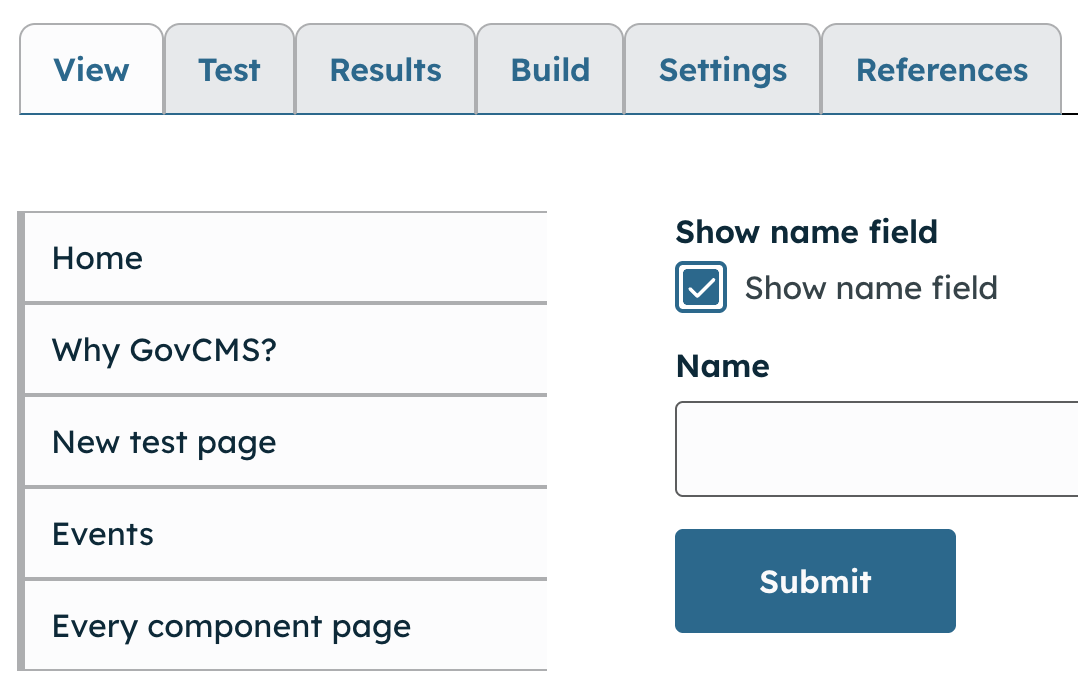 View Test Results Build Settings References
Home
Why GovCMS?
New test page
Events
Every component page
Show name field
Show name field
Name
Submit